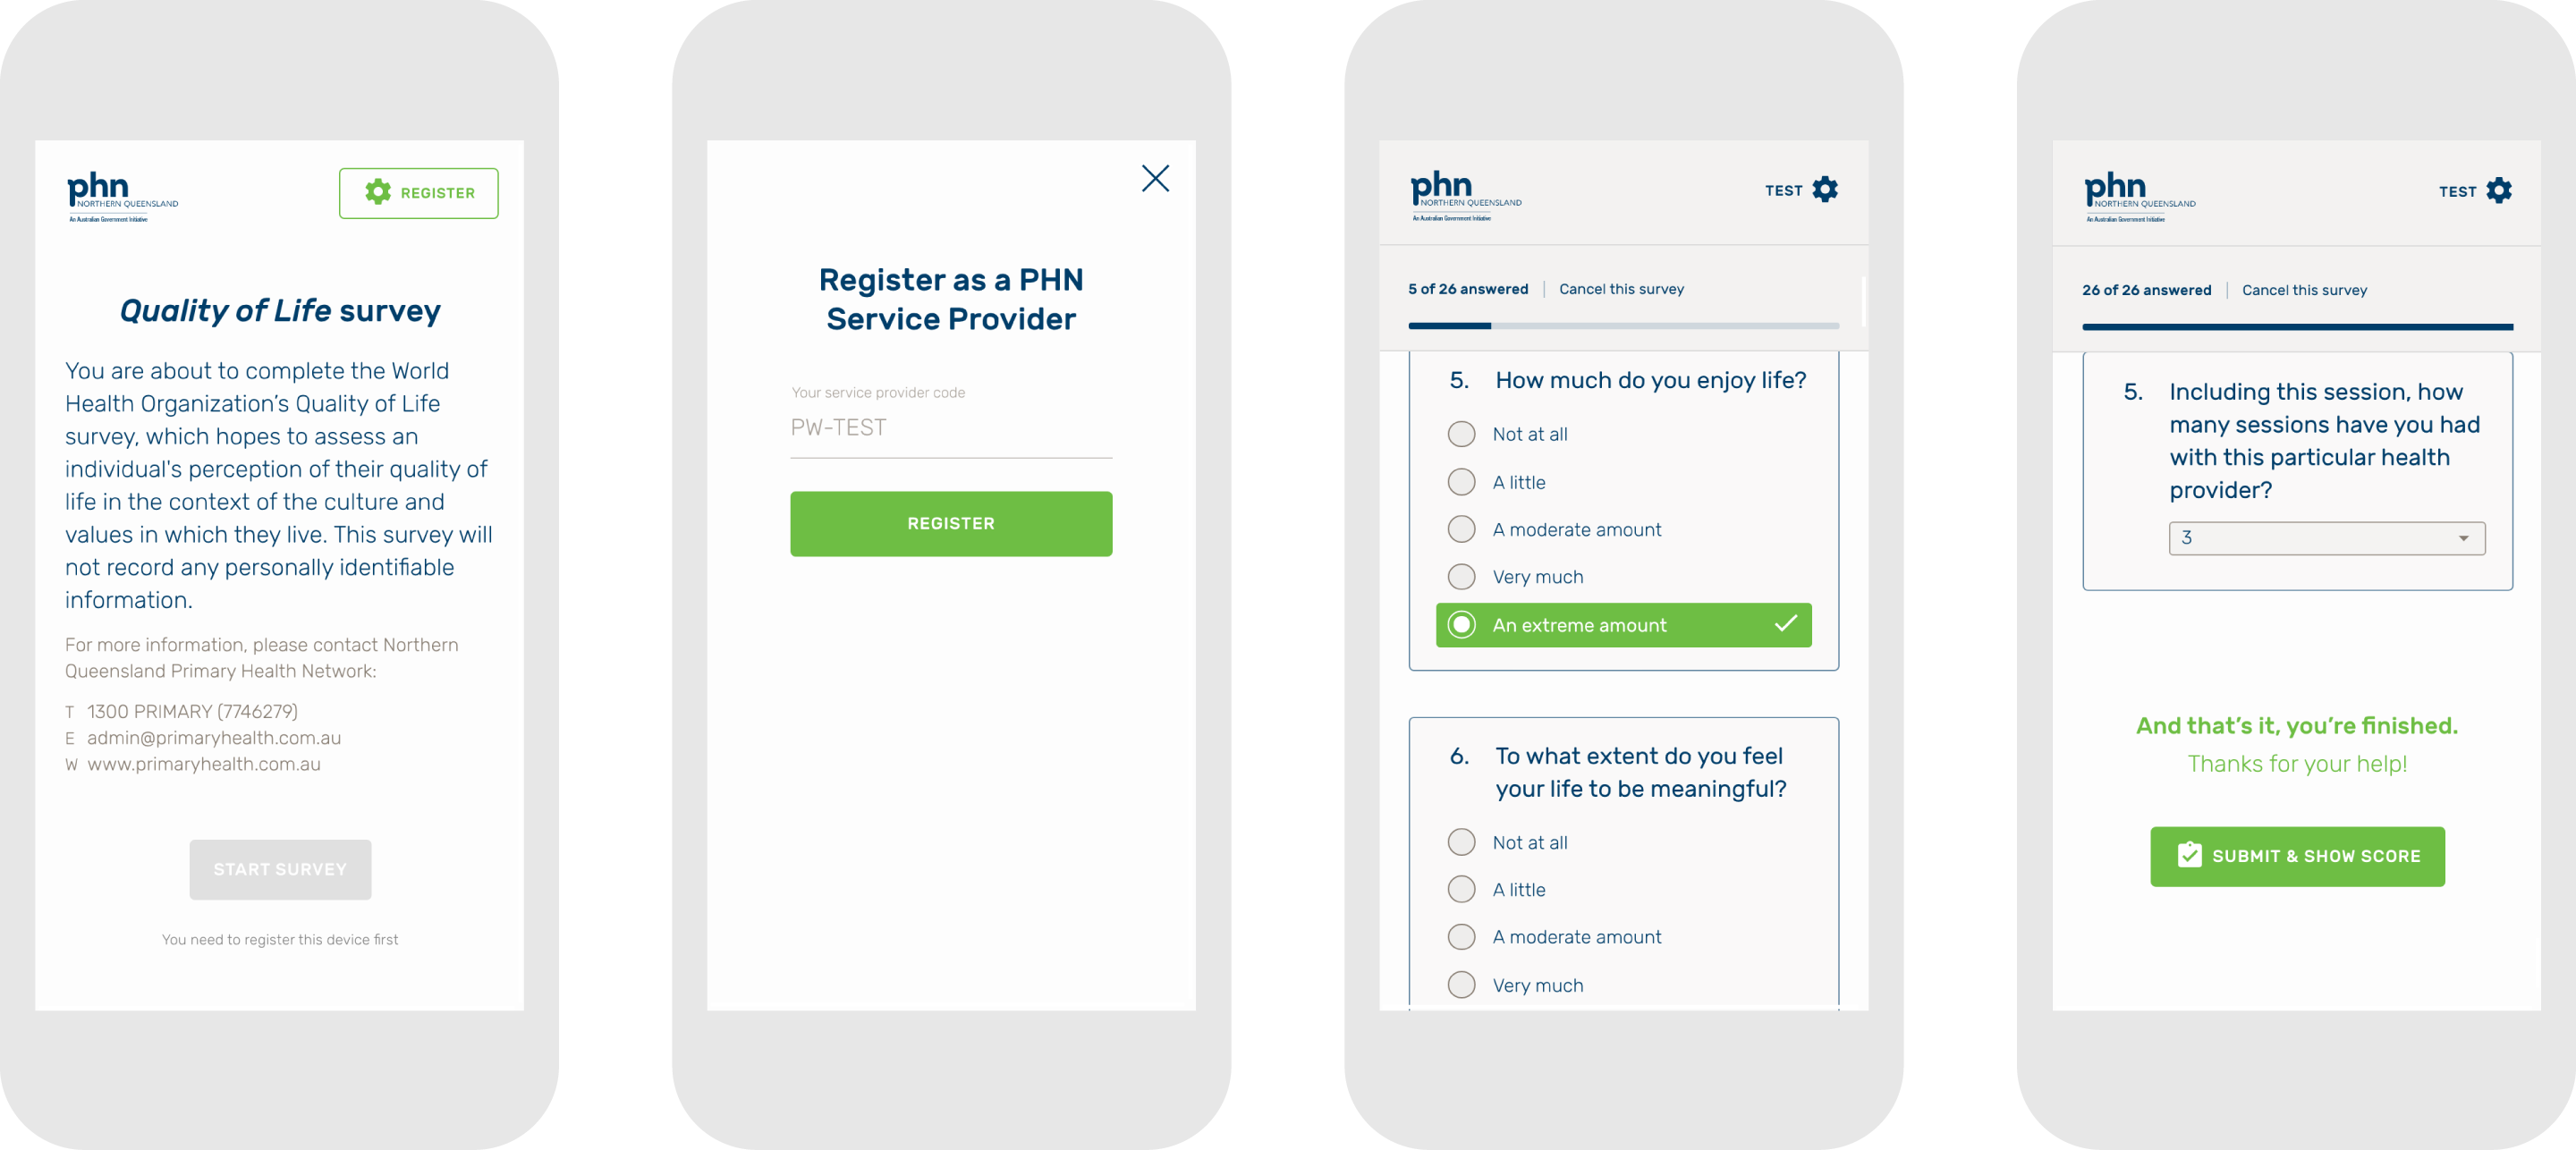 phn
NORTHERN QUEENSLAND
An Australian Government Initiative
REGISTER
Quality of Life survey
You are about to complete the World
Health Organization’s Quality of Life
survey, which hopes to assess an
individual's perception of their quality of
life in the context of the culture and
values in which they live. This survey will
not record any personally identifiable
information.
For more information, please contact Northern
Queensland Primary Health Network:
T 1300 PRIMARY (7746279)
E admin@primaryhealth.com.au
W www.primaryhealth.com.au
START SURVEY
You need to register this device first
Register as a PHN
Service Provider
Your service provider code
PW-TEST
REGISTER
phn
NORTHERN QUEENSLAND
An Australian Government Initiative
TEST
5 of 26 answered | Cancel this survey
5. How much do you enjoy life?
Not at all
A little
A moderate amount
Very much
An extreme amount
6. To what extent do you feel
your life to be meaningful?
Not at all
A little
A moderate amount
Very much
phn
NORTHERN QUEENSLAND
An Australian Government Initiative
TEST
26 of 26 answered | Cancel this survey
5. Including this session, how
many sessions have you had
with this particular health
provider?
3
And that’s it, you’re finished.
Thanks for your help!
SUBMIT & SHOW SCORE